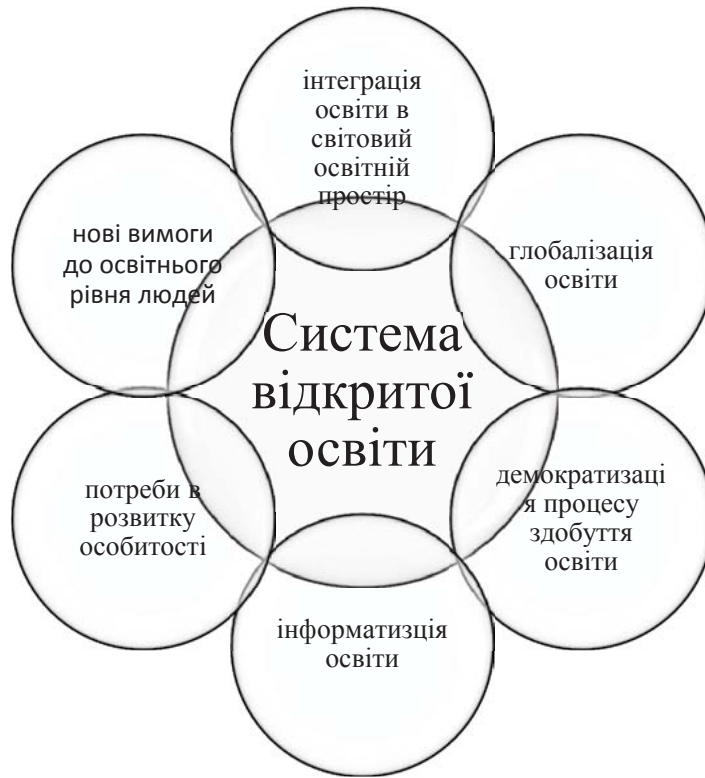 інтеграція
освіти в
світовий
освітній
простір
глобалізація
освіти
демократизаці
я процесу
здобуття
освіти
інформатизція
освіти
потреби в
розвитку
особитості
нові вимоги
до освітнього
рівня людей
Система
відкритої
освіти